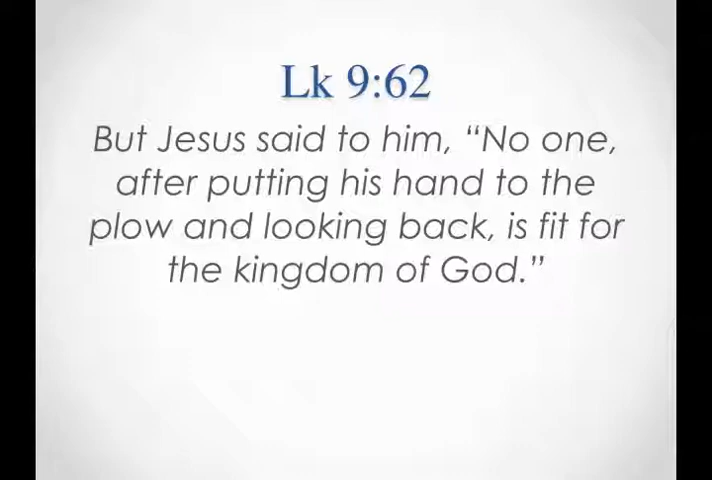 Lk 9:62
But Jesus said to him, “No one,
after putting his hand to the
plow and looking back, is fit for
the kingdom of God.”